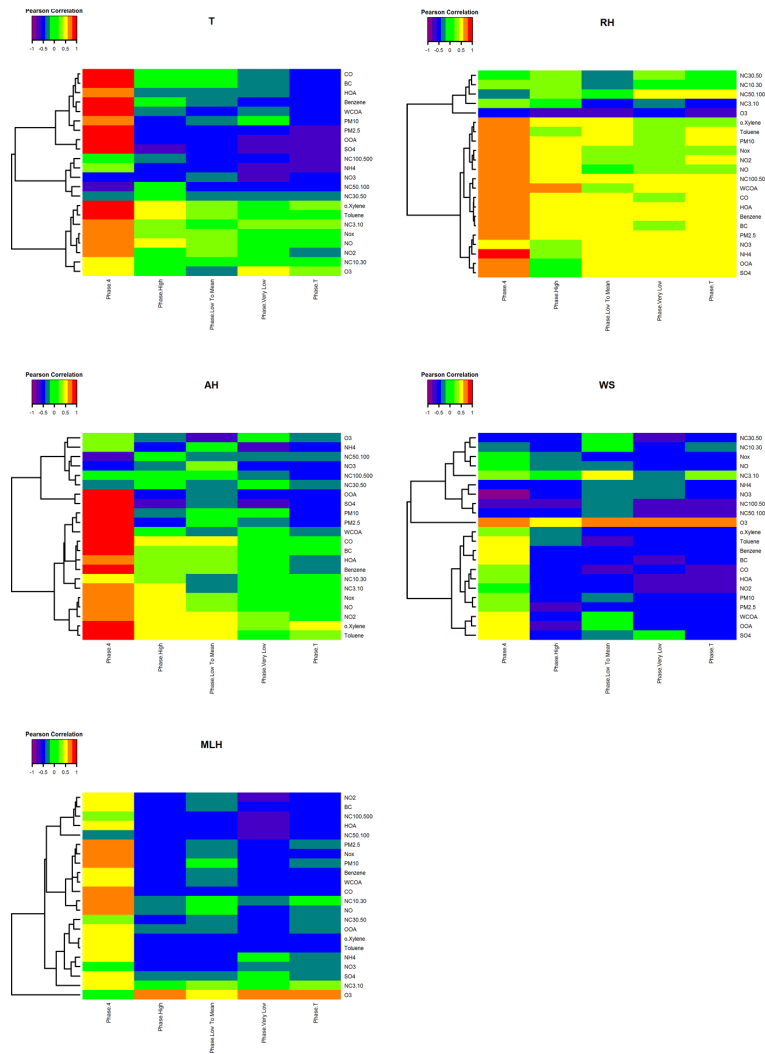 Pearson Correlation
-1 -0.5 0 0.5 1
T
CO
BC
HOA
Benzene
WCOA
PM10
PM2.5
OOA
SO4
NC100.500
NH4
NO3
NC50.100
NC30.50
o.Xylene
Toluene
NC3.10
Nox
NO
NO2
NC10.30
O3
Phase.4
Phase.High
Phase.Low To Mean
Phase.Very Low
Phase.T
Pearson Correlation
-1 -0.5 0 0.5 1
RH
NC30.50
NC10.30
NC50.100
NC3.10
O3
o.Xylene
Toluene
PM10
Nox
NO2
NO
NC100.50
WCOA
CO
HOA
Benzene
BC
PM2.5
NO3
NH4
OOA
SO4
Phase.4
Phase.High
Phase.Low To Mean
Phase.Very Low
Phase.T
Pearson Correlation
-1 -0.5 0 0.5 1
AH
O3
NH4
NC50.100
NO3
NC100.500
NC30.50
OOA
SO4
PM10
PM2.5
WCOA
CO
BC
HOA
Benzene
NC10.30
NC3.10
Nox
NO
NO2
o.Xylene
Toluene
Phase.4
Phase.High
Phase.Low To Mean
Phase.Very Low
Phase.T
Pearson Correlation
-1 -0.5 0 0.5 1
WS
NC30.50
NC10.30
Nox
NO
NC3.10
NH4
NO3
NC100.50
NC50.100
O3
o.Xylene
Toluene
Benzene
BC
CO
HOA
NO2
PM10
PM2.5
WCOA
OOA
SO4
Phase.4
Phase.High
Phase.Low To Mean
Phase.Very Low
Phase.T
Pearson Correlation
-1 -0.5 0 0.5 1
MLH
NO2
BC
NC100.500
HOA
NC50.100
PM2.5
Nox
PM10
Benzene
WCOA
CO
NC10.30
NO
NC30.50
OOA
o.Xylene
Toluene
NH4
NO3
SO4
NC3.10
O3
Phase.4
Phase.High
Phase.Low To Mean
Phase.Very Low
Phase.T